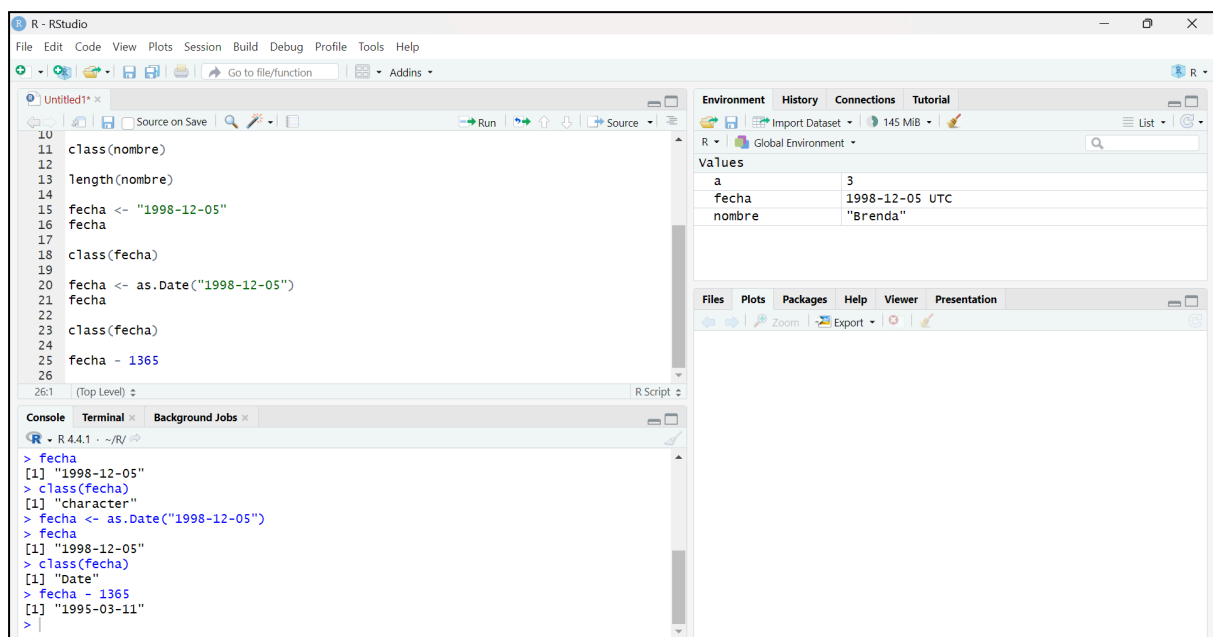 R - RStudio
File Edit Code View Plots Session Build Debug Profile Tools Help
Go to file/function Addins R
Untitled1*
Source on Save Run Source
10
11 class(nombre)
12
13 length(nombre)
14
15 fecha <- "1998-12-05"
16 fecha
17
18 class(fecha)
19
20 fecha <- as.Date("1998-12-05")
21 fecha
22
23 class(fecha)
24
25 fecha - 1365
26
26:1 (Top Level) R Script
Console Terminal Background Jobs
R 4.4.1 · ~/R/
> fecha
[1] "1998-12-05"
> class(fecha)
[1] "character"
> fecha <- as.Date("1998-12-05")
> fecha
[1] "1998-12-05"
> class(fecha)
[1] "Date"
> fecha - 1365
[1] "1995-03-11"
>
Environment History Connections Tutorial
Import Dataset 145 MiB List
R Global Environment
Values
a 3
fecha 1998-12-05 UTC
nombre "Brenda"
Files Plots Packages Help Viewer Presentation
Zoom Export